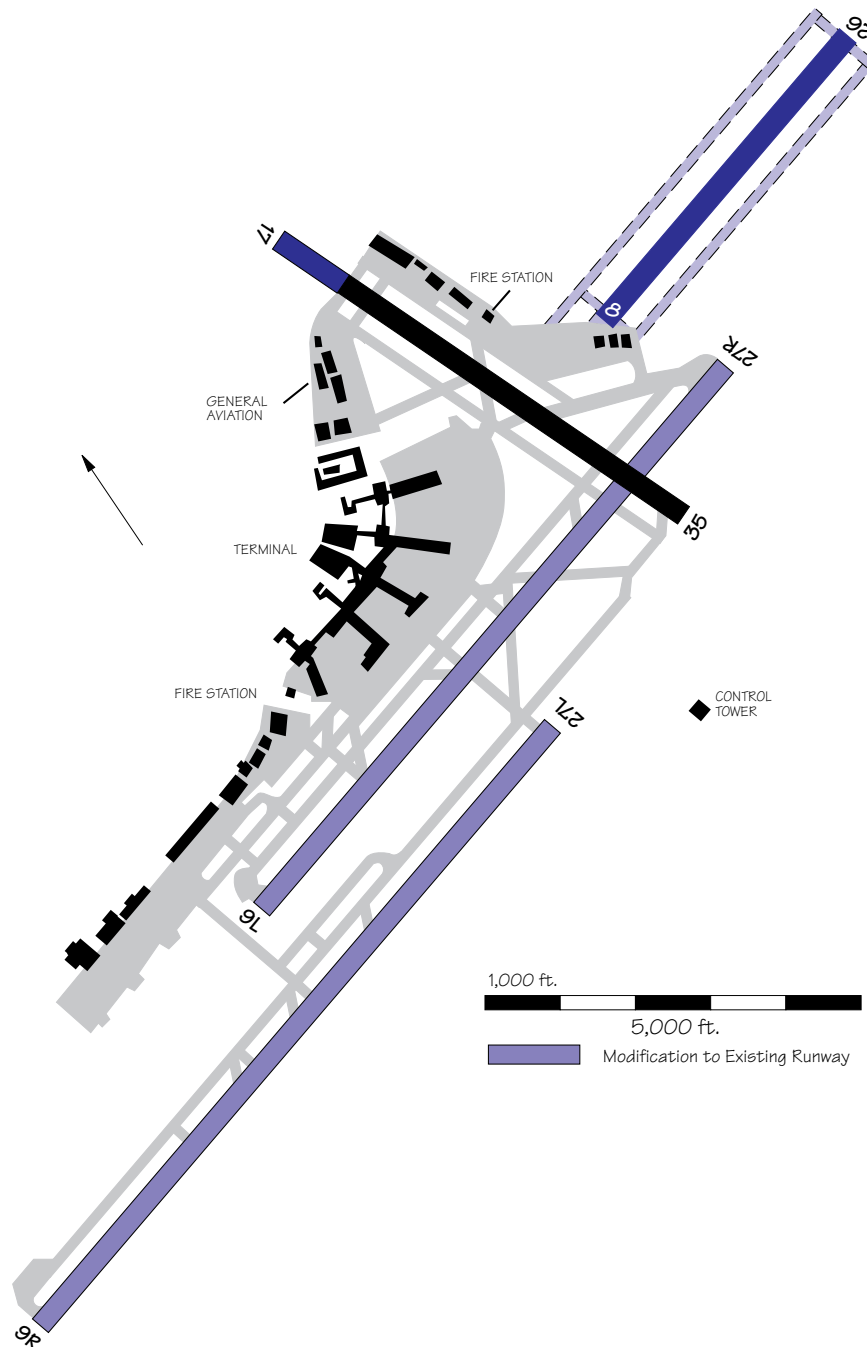 26
17
FIRE STATION
8
27R
GENERAL
AVIATION
35
TERMINAL
FIRE STATION
CONTROL
TOWER
27L
9L
1,000 ft.
5,000 ft.
Modification to Existing Runway
9R